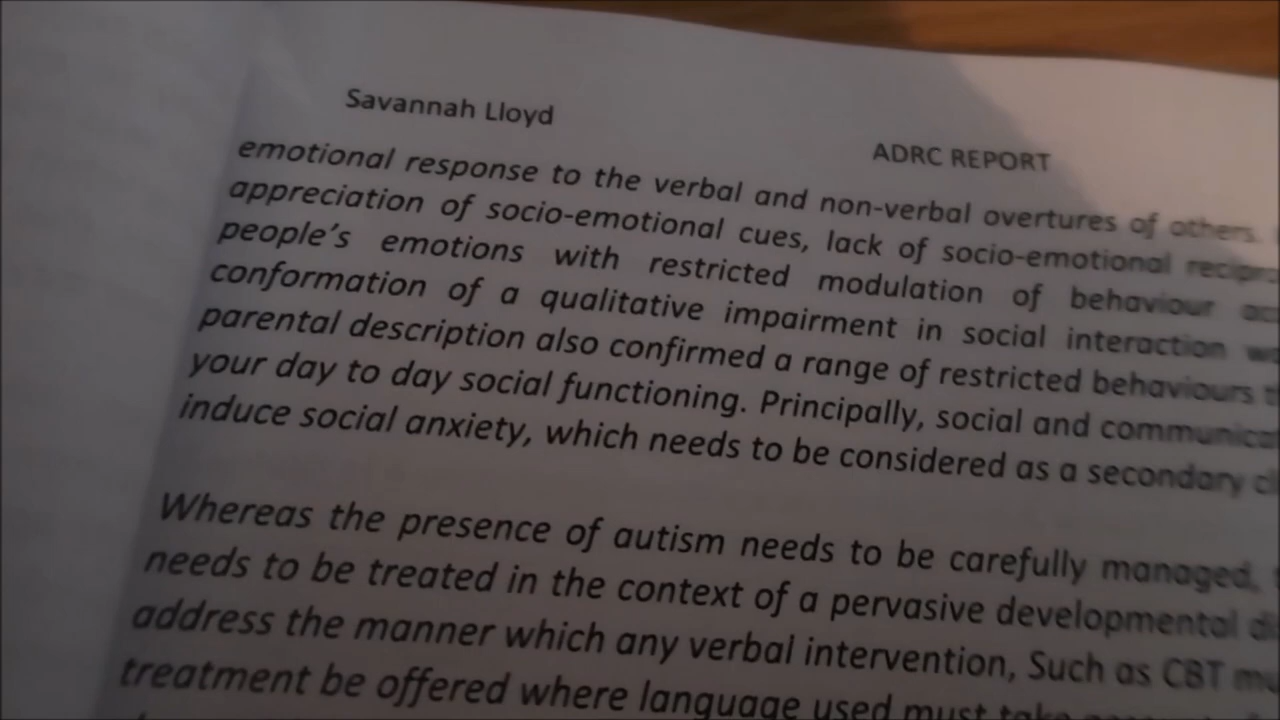 Savannah Lloyd
ADRC REPORT
emotional response to the verbal and non-verbal overtures of others.
appreciation of socio-emotional cues, lack of socio-emotional
people's emotions with restricted modulation of behaviour
conformation of a qualitative impairment in social interaction
parental description also confirmed a range of restricted behaviours
your day to day social functioning. Principally, social and
induce social anxiety, which needs to be considered as a secondary
Whereas the presence of autism needs to be carefully managed,
needs to be treated in the context of a pervasive developmental
address the manner which any verbal intervention, Such as CBT
treatment be offered where language used must take